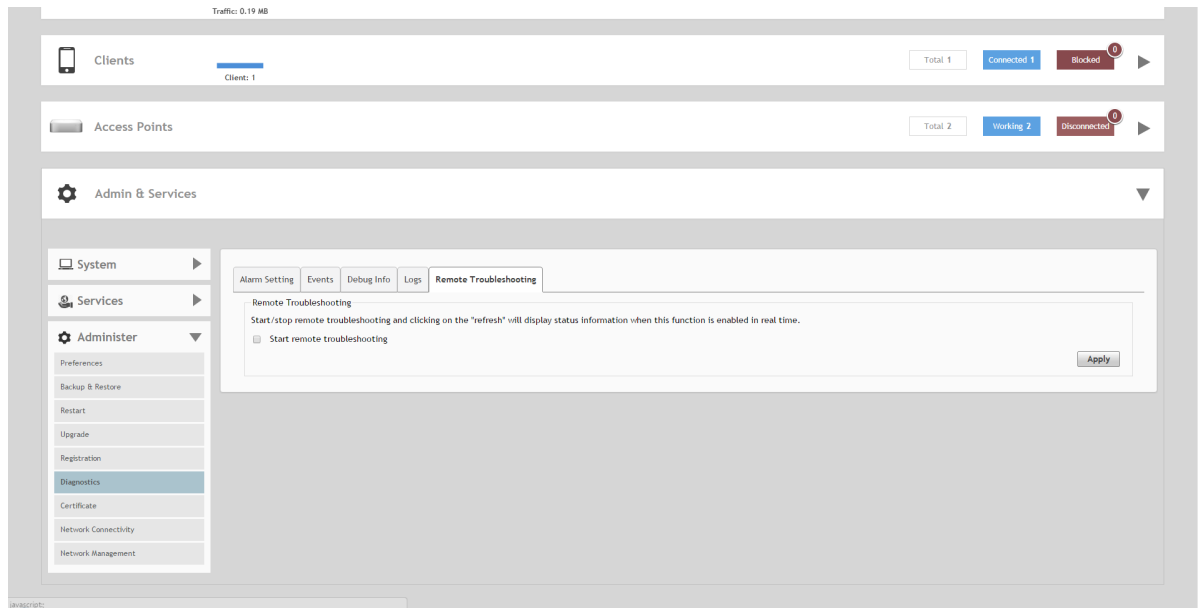 Traffic: 0.19 MB
Clients
Client: 1
Total 1
Connected 1
Blocked
0
Access Points
Total 2
Working 2
Disconnected
0
Admin & Services
System
Services
Administer
Preferences
Backup & Restore
Restart
Upgrade
Registration
Diagnostics
Certificate
Network Connectivity
Network Management
Alarm Setting
Events
Debug Info
Logs
Remote Troubleshooting
Remote Troubleshooting
Start/stop remote troubleshooting and clicking on the "refresh" will display status information when this function is enabled in real time.
Start remote troubleshooting
Apply
javascript: